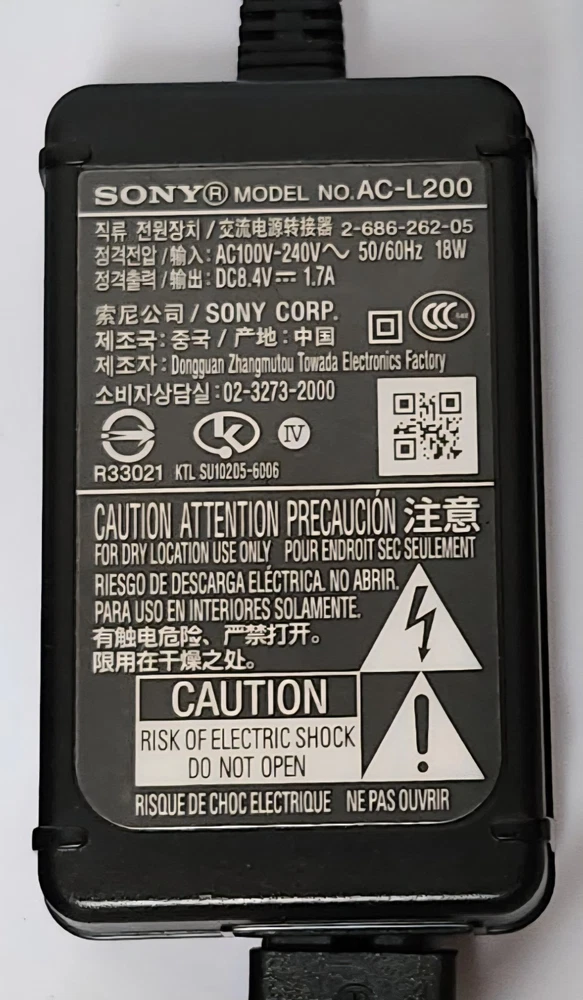 SONY® MODEL NO. AC-L200
직류 전원장치 / 交流电源转接器 2-686-262-05
정격전압 / 输入 : AC100V-240V～ 50/60Hz 18W
정격출력 / 输出 : DC8.4V⎓ 1.7A
索尼公司 / SONY CORP.
제조국 : 중국 / 产地 : 中国
제조자 : Dongguan Zhangmutou Towada Electronics Factory
소비자상담실 : 02-3273-2000
IV
R33021 KTL SU10205-6006
CAUTION ATTENTION PRECAUCIÓN 注意
FOR DRY LOCATION USE ONLY POUR ENDROIT SEC SEULEMENT
RIESGO DE DESCARGA ELÉCTRICA. NO ABRIR.
PARA USO EN INTERIORES SOLAMENTE.
有触电危险、严禁打开。
限用在干燥之处。
CAUTION
RISK OF ELECTRIC SHOCK
DO NOT OPEN
RISQUE DE CHOC ELECTRIQUE NE PAS OUVRIR